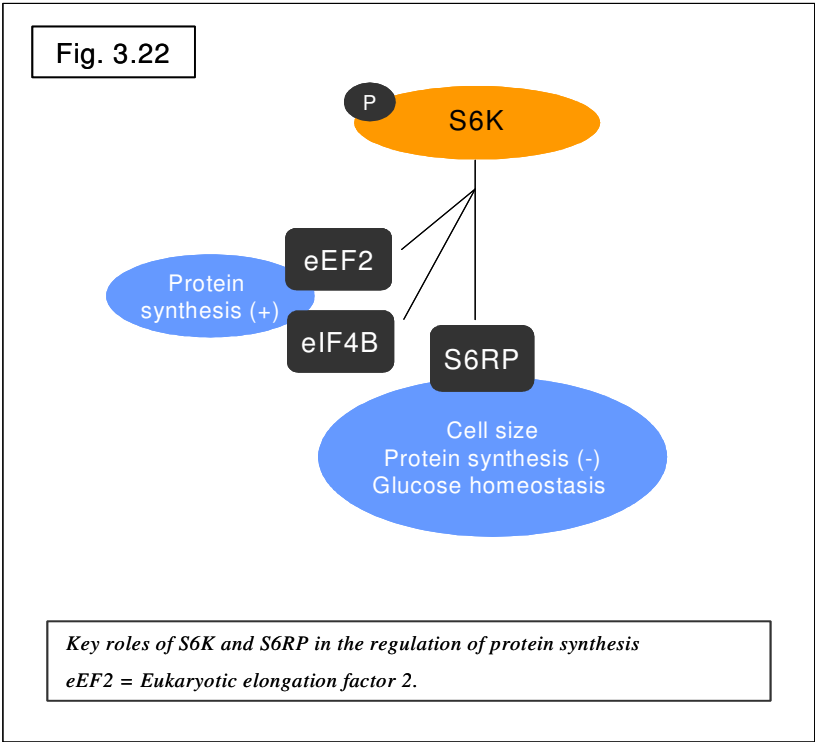 Fig. 3.22
P
S6K
eEF2
Protein
synthesis (+)
eIF4B
S6RP
Cell size
Protein synthesis (-)
Glucose homeostasis
Key roles of S6K and S6RP in the regulation of protein synthesis
eEF2 = Eukaryotic elongation factor 2.